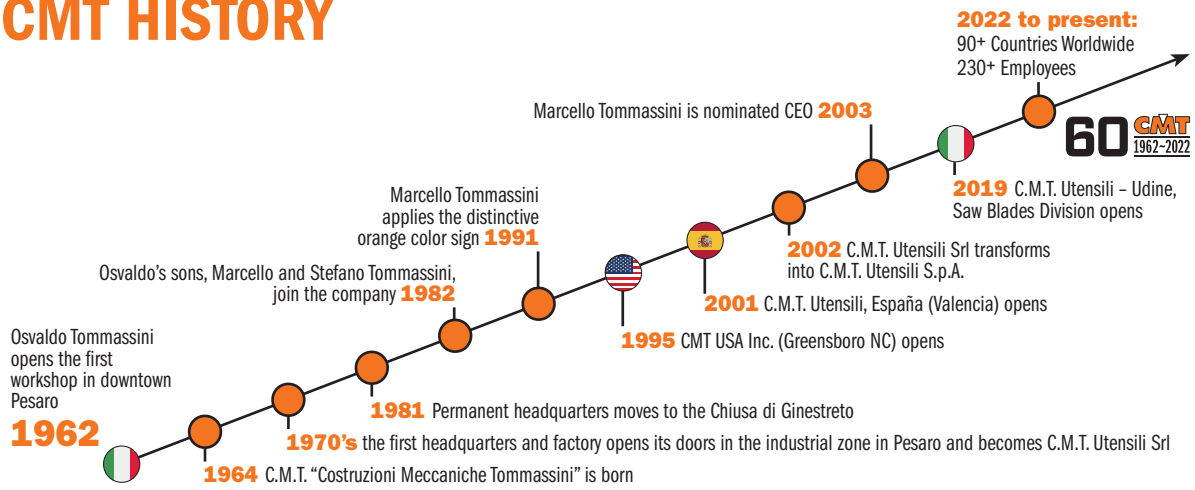 CMT HISTORY
2022 to present:
90+ Countries Worldwide
230+ Employees
Marcello Tommassini is nominated CEO 2003
60 CMT
1962~2022
2019 C.M.T. Utensili – Udine,
Saw Blades Division opens
Marcello Tommassini
applies the distinctive
orange color sign 1991
2002 C.M.T. Utensili Srl transforms
into C.M.T. Utensili S.p.A.
Osvaldo's sons, Marcello and Stefano Tommassini,
join the company 1982
2001 C.M.T. Utensili, España (Valencia) opens
1995 CMT USA Inc. (Greensboro NC) opens
Osvaldo Tommassini
opens the first
workshop in downtown
Pesaro
1962
1981 Permanent headquarters moves to the Chiusa di Ginestreto
1970's the first headquarters and factory opens its doors in the industrial zone in Pesaro and becomes C.M.T. Utensili Srl
1964 C.M.T. “Costruzioni Meccaniche Tommassini” is born